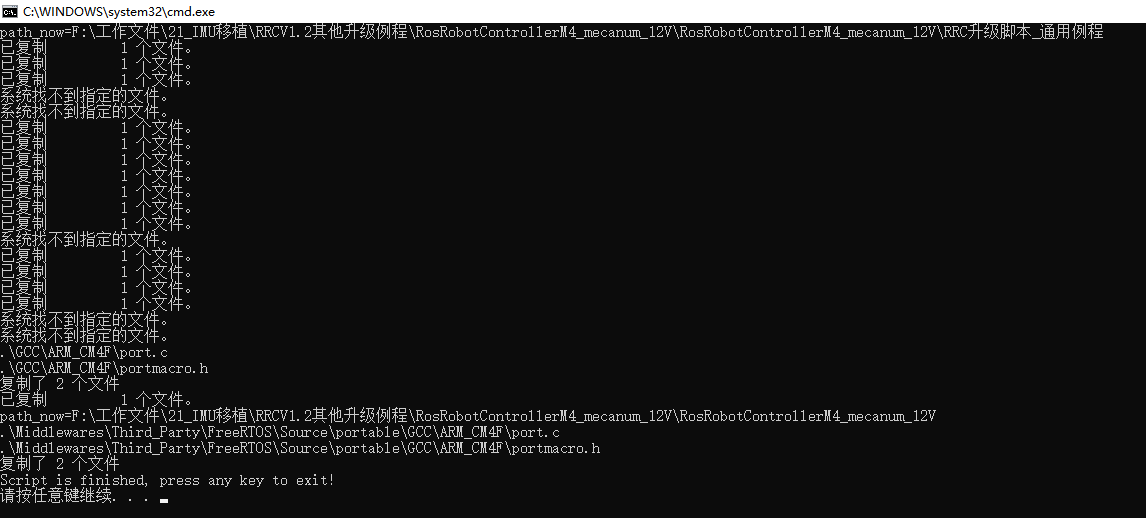 C:\WINDOWS\system32\cmd.exe
path_now=F:\工作文件\21_IMU移植\RRCV1.2其他升级例程\RosRobotControllerM4_mecanum_12V\RosRobotControllerM4_mecanum_12V\RRC升级脚本_通用例程
已复制         1 个文件。
已复制         1 个文件。
已复制         1 个文件。
系统找不到指定的文件。
系统找不到指定的文件。
已复制         1 个文件。
已复制         1 个文件。
已复制         1 个文件。
已复制         1 个文件。
已复制         1 个文件。
已复制         1 个文件。
已复制         1 个文件。
系统找不到指定的文件。
已复制         1 个文件。
已复制         1 个文件。
已复制         1 个文件。
已复制         1 个文件。
系统找不到指定的文件。
系统找不到指定的文件。
.\GCC\ARM_CM4F\port.c
.\GCC\ARM_CM4F\portmacro.h
复制了 2 个文件
已复制         1 个文件。
path_now=F:\工作文件\21_IMU移植\RRCV1.2其他升级例程\RosRobotControllerM4_mecanum_12V\RosRobotControllerM4_mecanum_12V
.\Middlewares\Third_Party\FreeRTOS\Source\portable\GCC\ARM_CM4F\port.c
.\Middlewares\Third_Party\FreeRTOS\Source\portable\GCC\ARM_CM4F\portmacro.h
复制了 2 个文件
Script is finished, press any key to exit!
请按任意键继续. . .